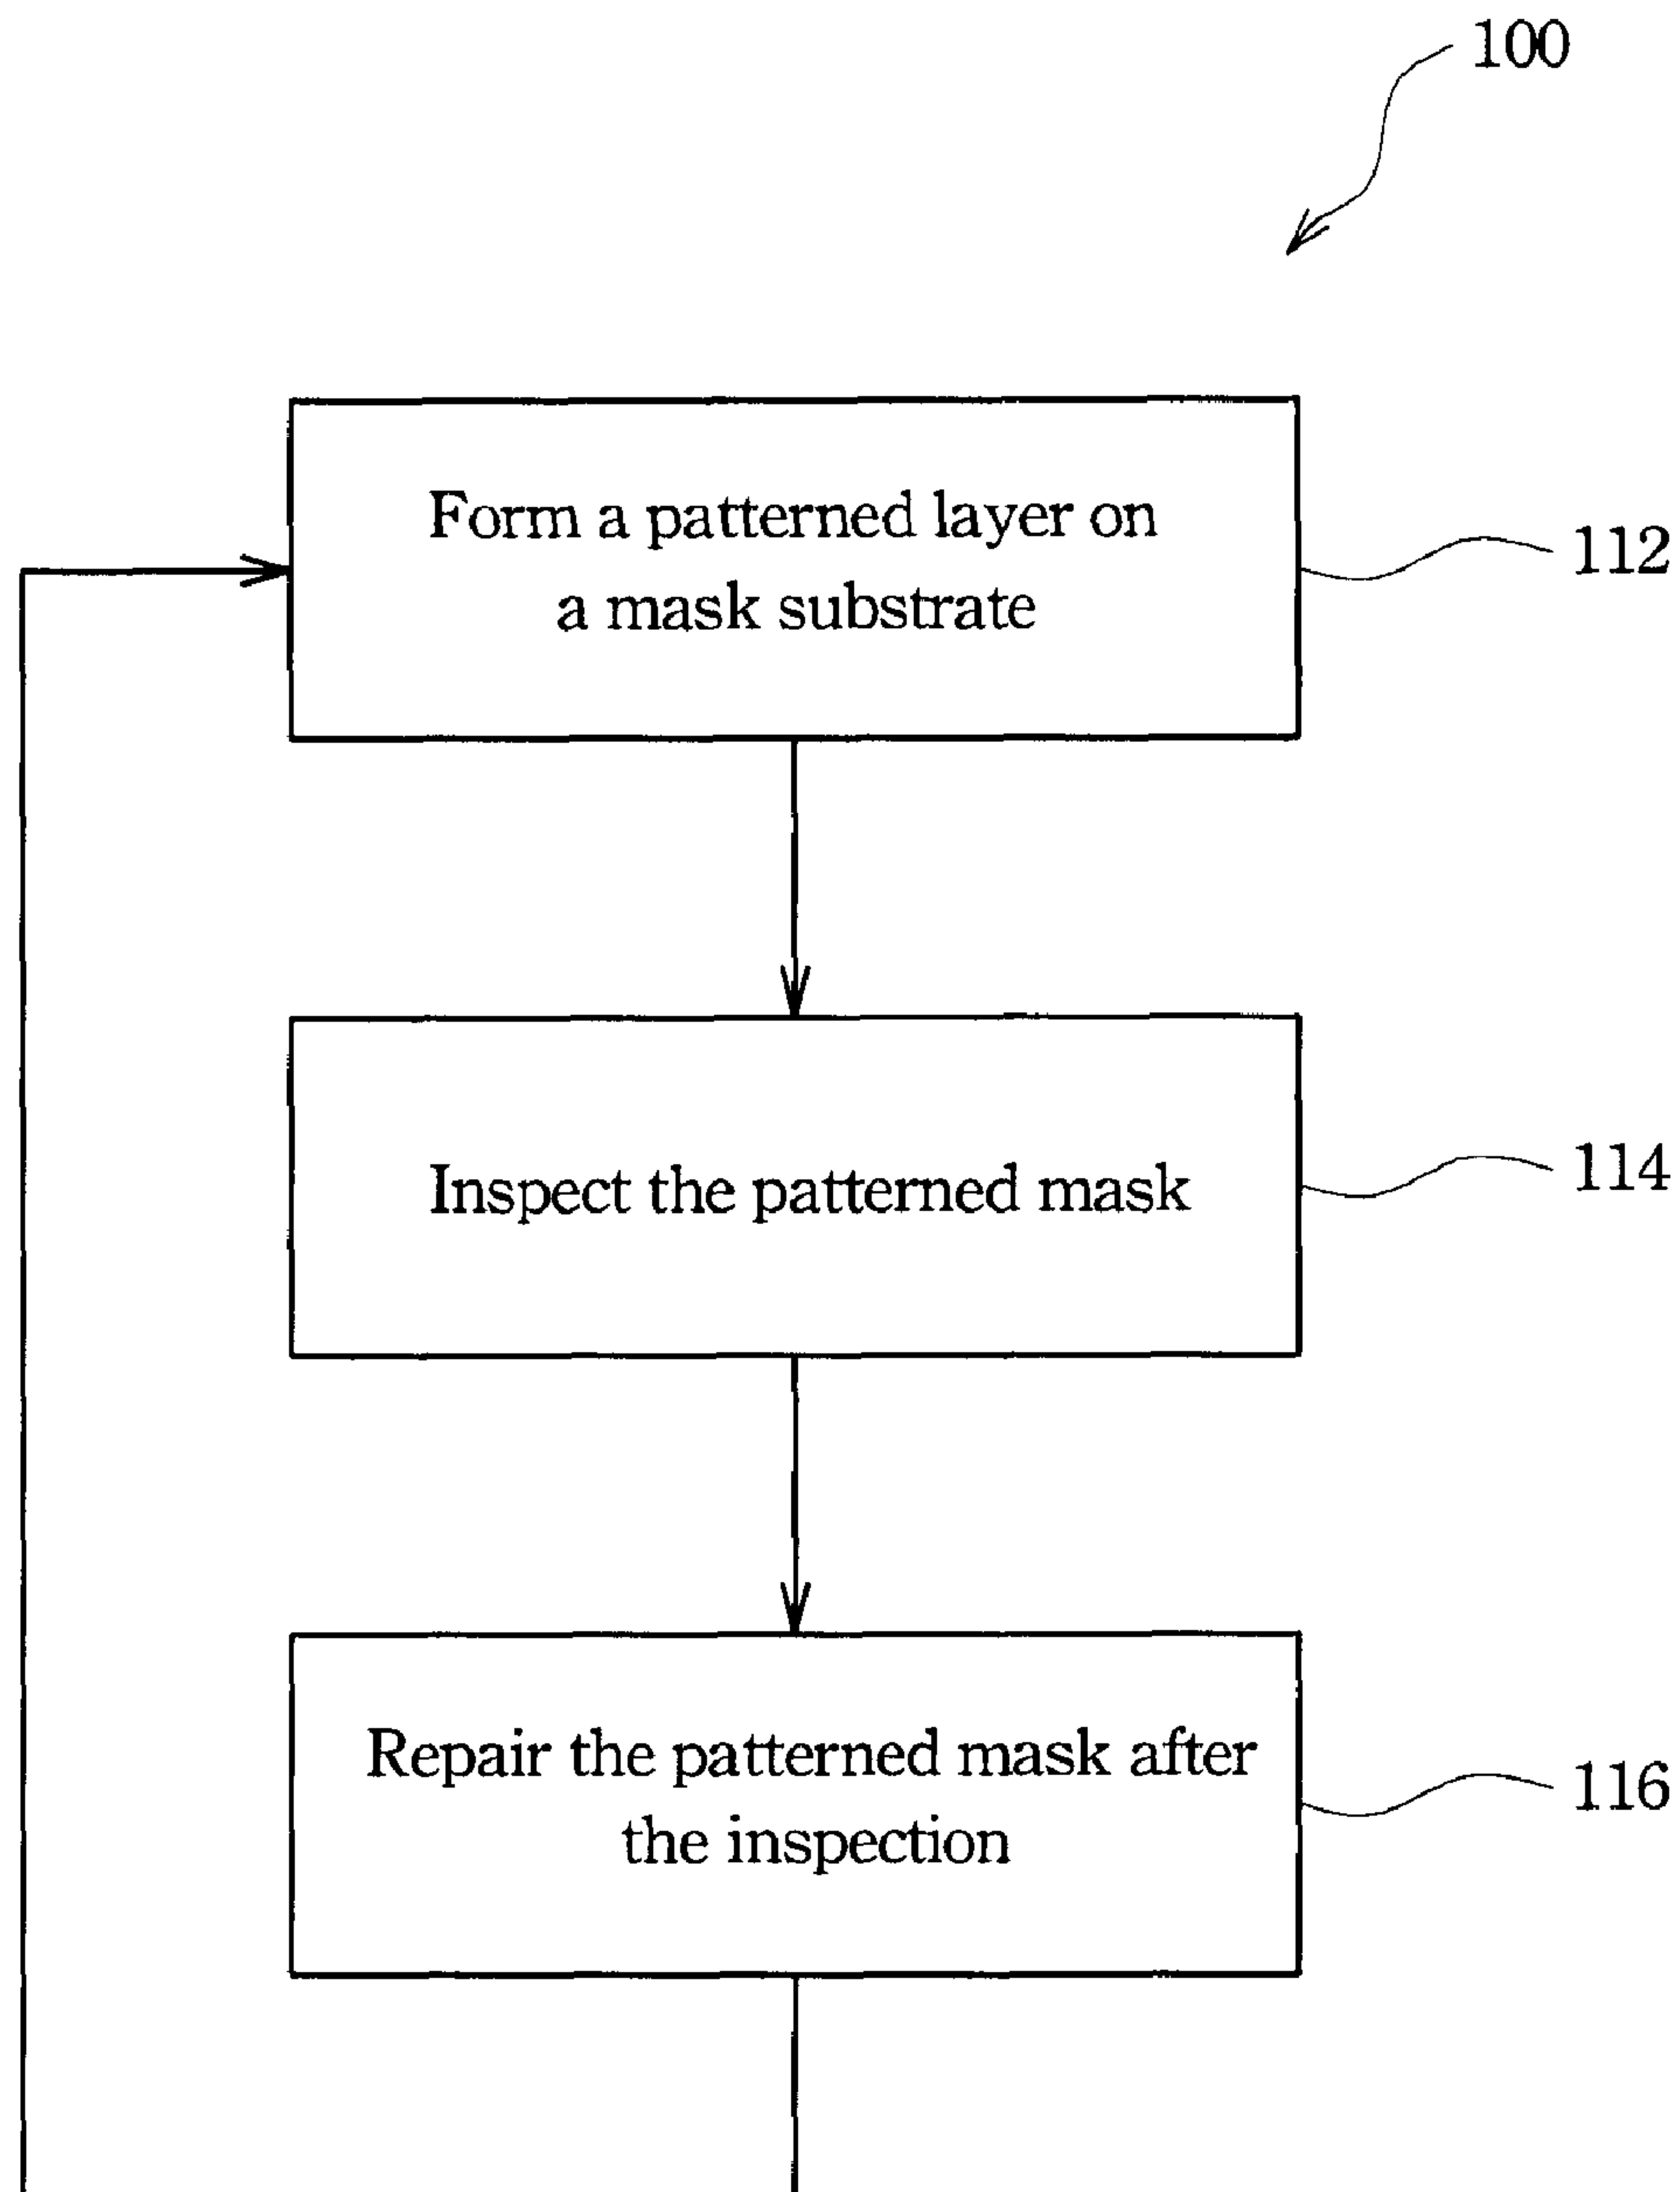 100
Form a patterned layer on
a mask substrate
112
Inspect the patterned mask
114
Repair the patterned mask after
the inspection
116